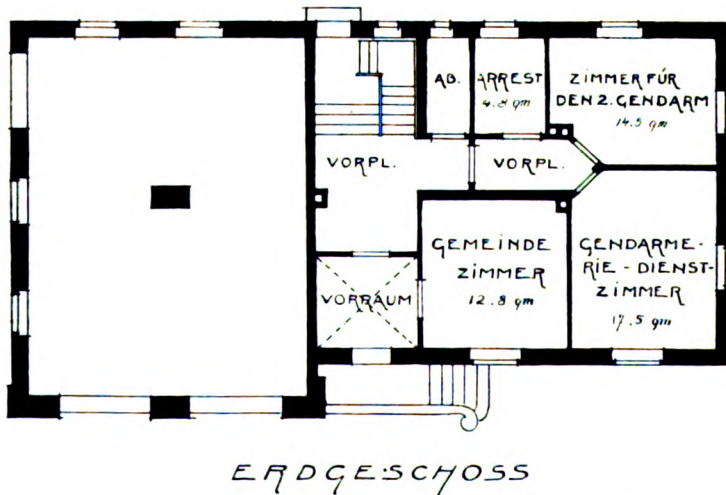 AB.
ARREST
4.8 qm
ZIMMER FÜR
DEN 2. GENDARM
14.5 qm
VORPL.
VORPL.
GEMEINDE
ZIMMER
12.8 qm
GENDARME-
RIE - DIENST-
ZIMMER
17.5 qm
VORRAUM
ERDGESCHOSS